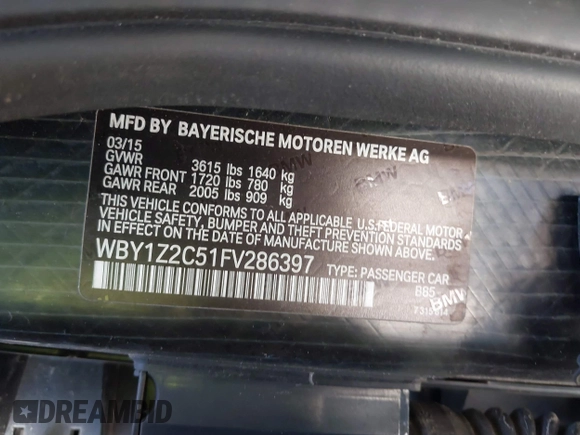 MFD BY BAYERISCHE MOTOREN WERKE AG
03/15
GVWR 3615 lbs 1640 kg
GAWR FRONT 1720 lbs 780 kg
GAWR REAR 2005 lbs 909 kg
THIS VEHICLE CONFORMS TO ALL APPLICABLE U.S.FEDERAL MOTOR
VEHICLE SAFETY, BUMPER AND THEFT PREVENTION STANDARDS
IN EFFECT ON THE DATE OF MANUFACTURE SHOWN ABOVE.
WBY1Z2C51FV286397 TYPE: PASSENGER CAR
B85
BMW
DREAMBID